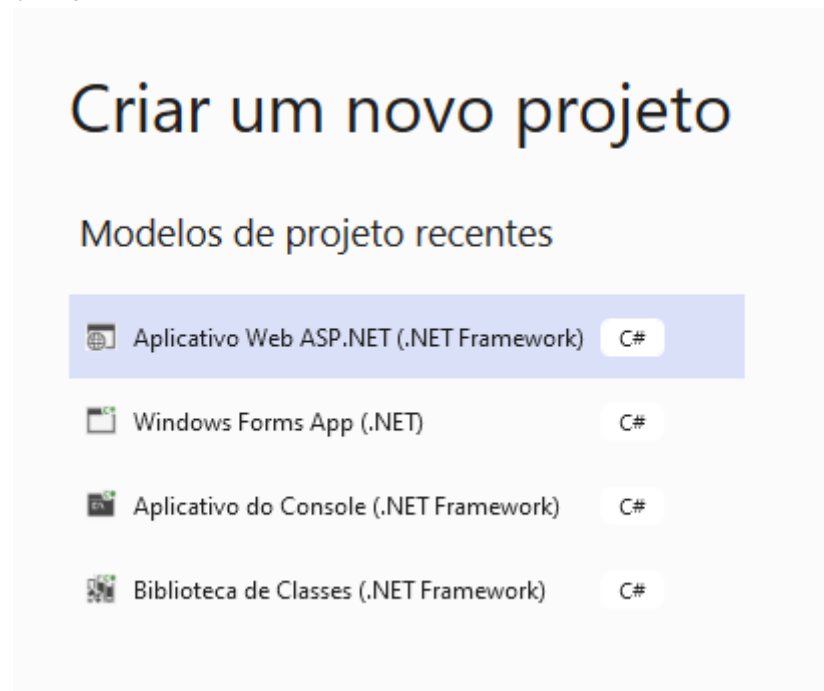 Criar um novo projeto
Modelos de projeto recentes
Aplicativo Web ASP.NET (.NET Framework) C#
Windows Forms App (.NET) C#
Aplicativo do Console (.NET Framework) C#
Biblioteca de Classes (.NET Framework) C#